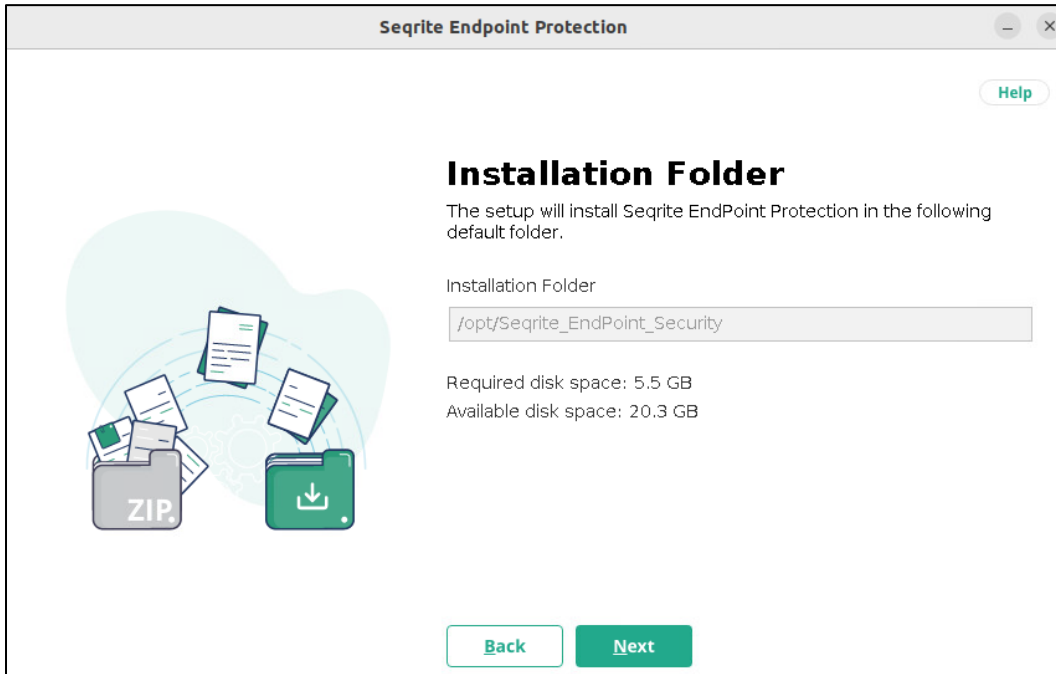 Seqrite Endpoint Protection
Help
Installation Folder
The setup will install Seqrite EndPoint Protection in the following
default folder.
Installation Folder
/opt/Seqrite_EndPoint_Security
Required disk space: 5.5 GB
Available disk space: 20.3 GB
ZIP
Back
Next